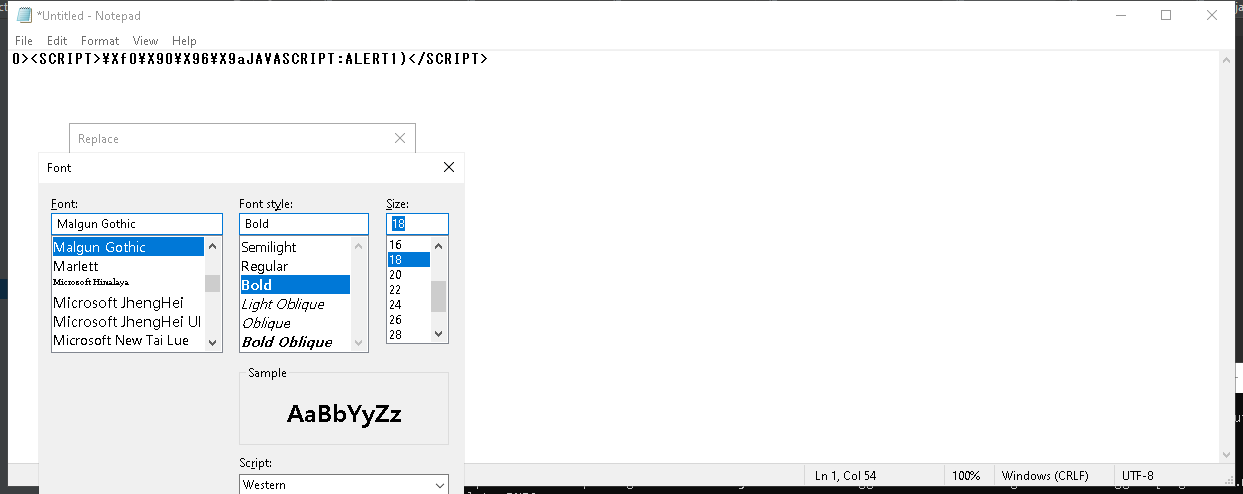 *Untitled - Notepad
File Edit Format View Help
0><SCRIPT>¥Xf0¥X90¥X96¥X9aJAVASCRIPT:ALERT1)</SCRIPT>
Replace
Font
Font: Font style: Size:
Malgun Gothic Bold 18
Malgun Gothic Semilight 16
Marlett Regular 18
Microsoft Himalaya Bold 20
Microsoft JhengHei Light Oblique 22
Microsoft JhengHei UI Oblique 24
Microsoft New Tai Lue Bold Oblique 26
28
Sample
AaBbYyZz
Script:
Western
Ln 1, Col 54 100% Windows (CRLF) UTF-8